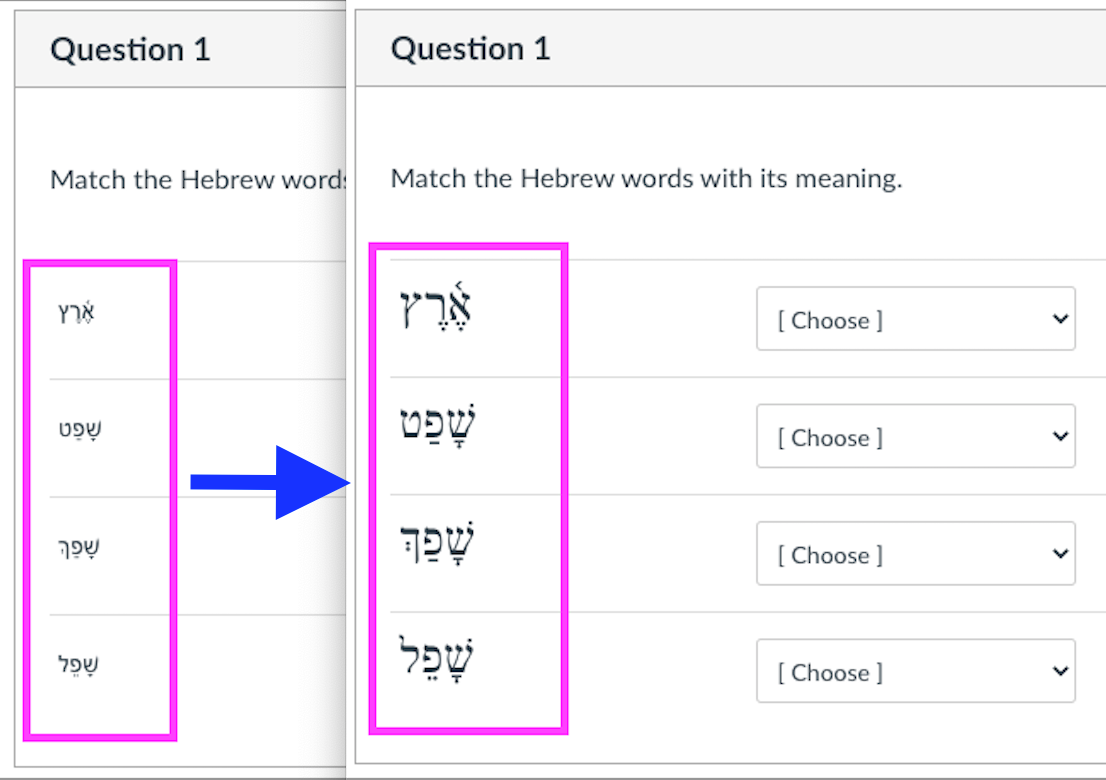 Question 1
Match the Hebrew words
אֶ֫רֶץ
שָׁפַט
שָׁפַךְ
שָׁפֵל
Question 1
Match the Hebrew words with its meaning.
אֶ֫רֶץ
[ Choose ]
שָׁפַט
[ Choose ]
שָׁפַךְ
[ Choose ]
שָׁפֵל
[ Choose ]